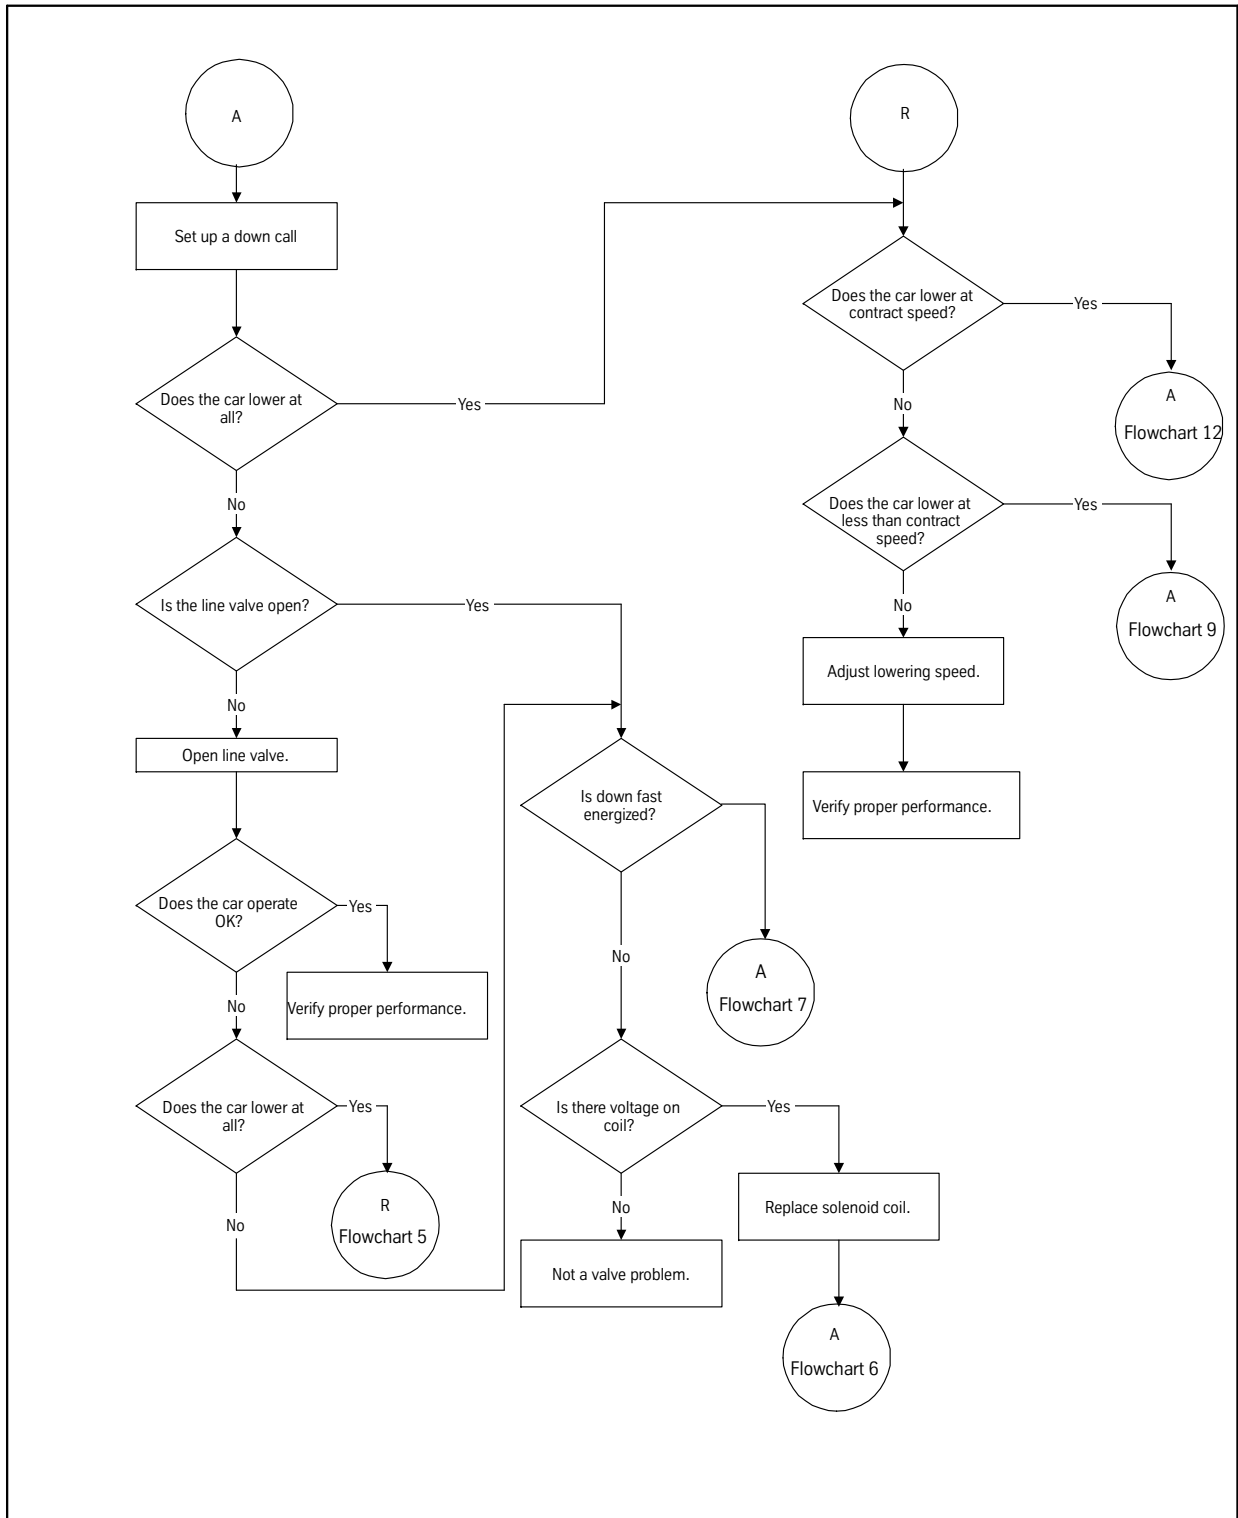 A
Set up a down call
Does the car lower at
all?
Yes
No
Is the line valve open?
Yes
No
Open line valve.
Does the car operate
OK?
Yes
Verify proper performance.
No
Does the car lower at
all?
Yes
R
Flowchart 5
No
Is down fast
energized?
A
Flowchart 7
No
Is there voltage on
coil?
Yes
Replace solenoid coil.
A
Flowchart 6
No
Not a valve problem.
R
Does the car lower at
contract speed?
Yes
A
Flowchart 12
No
Does the car lower at
less than contract
speed?
Yes
A
Flowchart 9
No
Adjust lowering speed.
Verify proper performance.